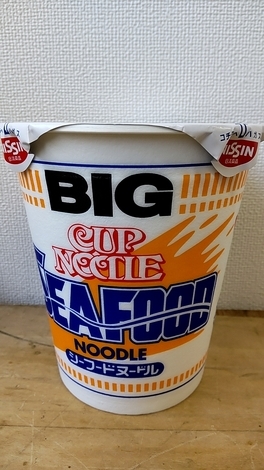 NISSIN
NISSIN
BIG
CUP
NOODLE
SEAFOOD
NOODLE
シーフードヌードル